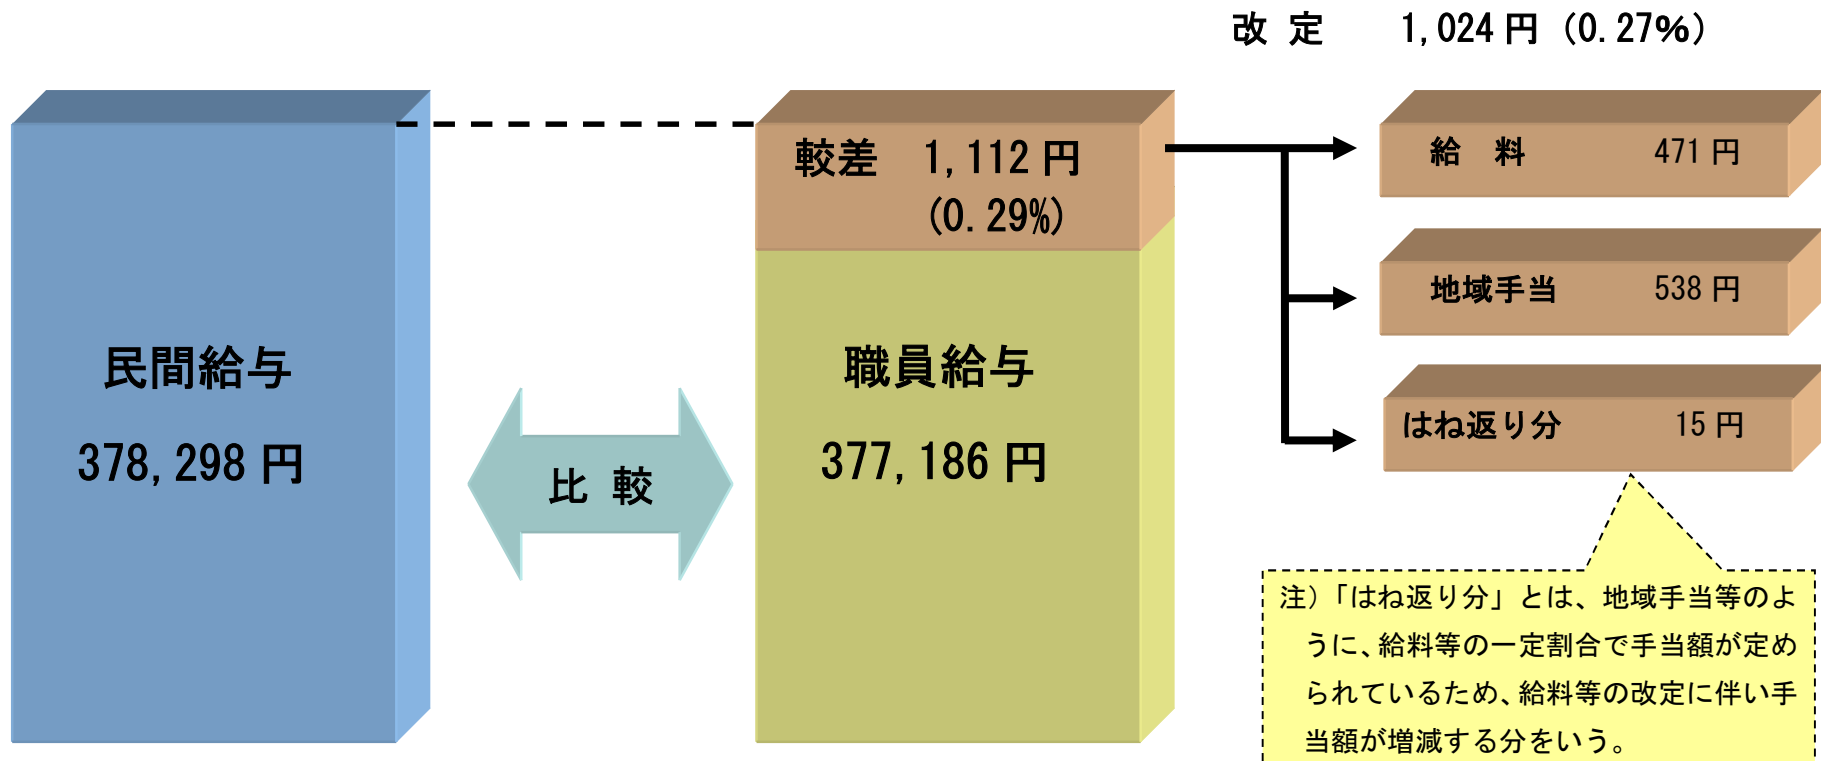 改 定 1,024 円 (0.27%)
較差 1,112 円
(0.29%)
給 料 471 円
地域手当 538 円
はね返り分 15 円
民間給与
378,298 円
比 較
職員給与
377,186 円
注)「はね返り分」とは、地域手当等のよ
うに、給料等の一定割合で手当額が定め
られているため、給料等の改定に伴い手
当額が増減する分をいう。